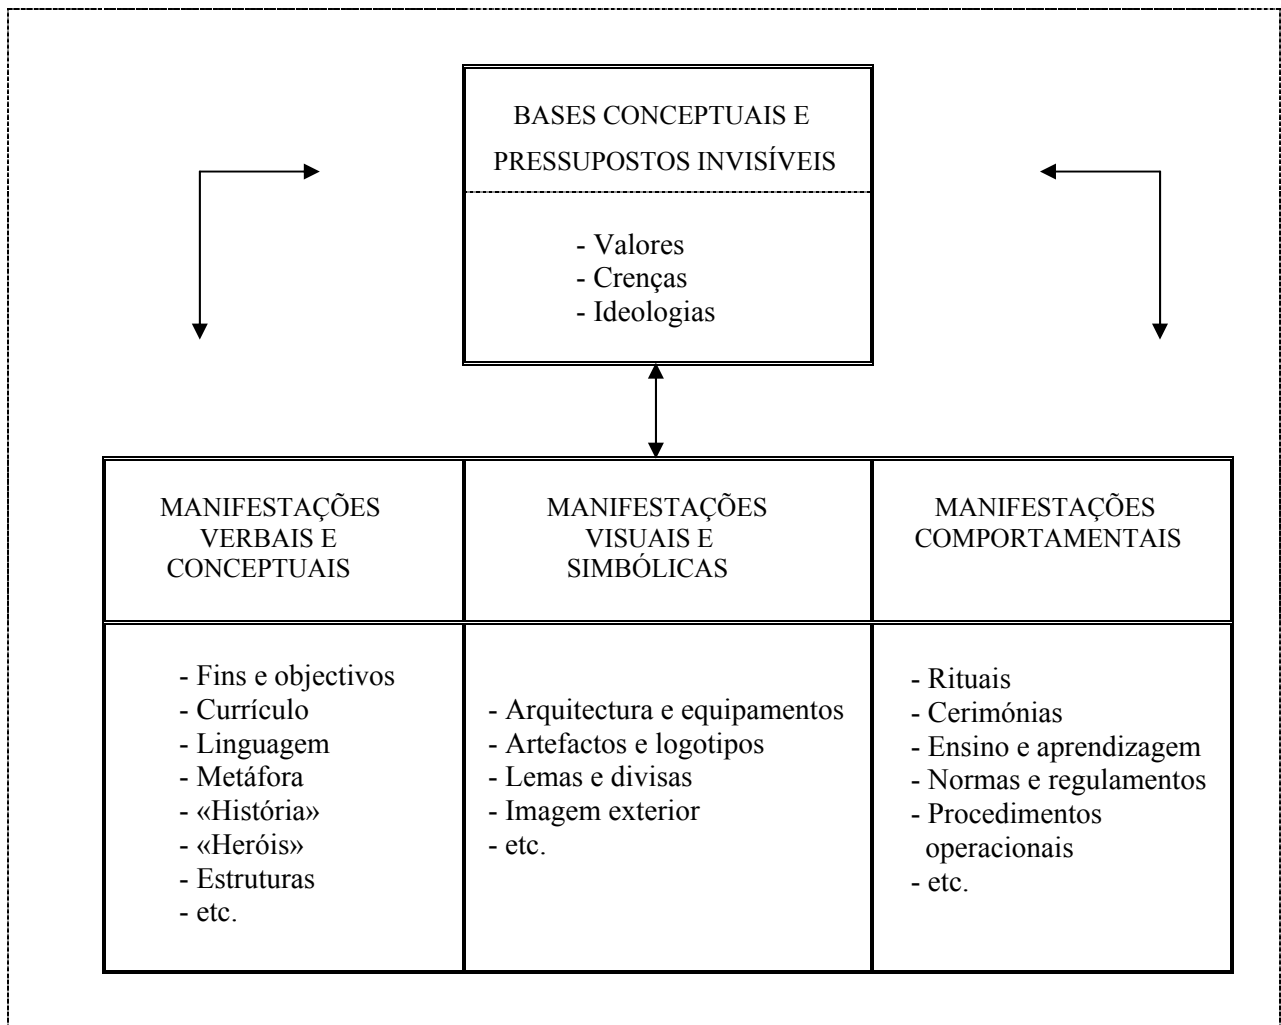 BASES CONCEPTUAIS E
PRESSUPOSTOS INVISÍVEIS
- Valores
- Crenças
- Ideologias
MANIFESTAÇÕES
VERBAIS E
CONCEPTUAIS
MANIFESTAÇÕES
VISUAIS E
SIMBÓLICAS
MANIFESTAÇÕES
COMPORTAMENTAIS
- Fins e objectivos
- Currículo
- Linguagem
- Metáfora
- «História»
- «Heróis»
- Estruturas
- etc.
- Arquitectura e equipamentos
- Artefactos e logotipos
- Lemas e divisas
- Imagem exterior
- etc.
- Rituais
- Cerimónias
- Ensino e aprendizagem
- Normas e regulamentos
- Procedimentos
operacionais
- etc.